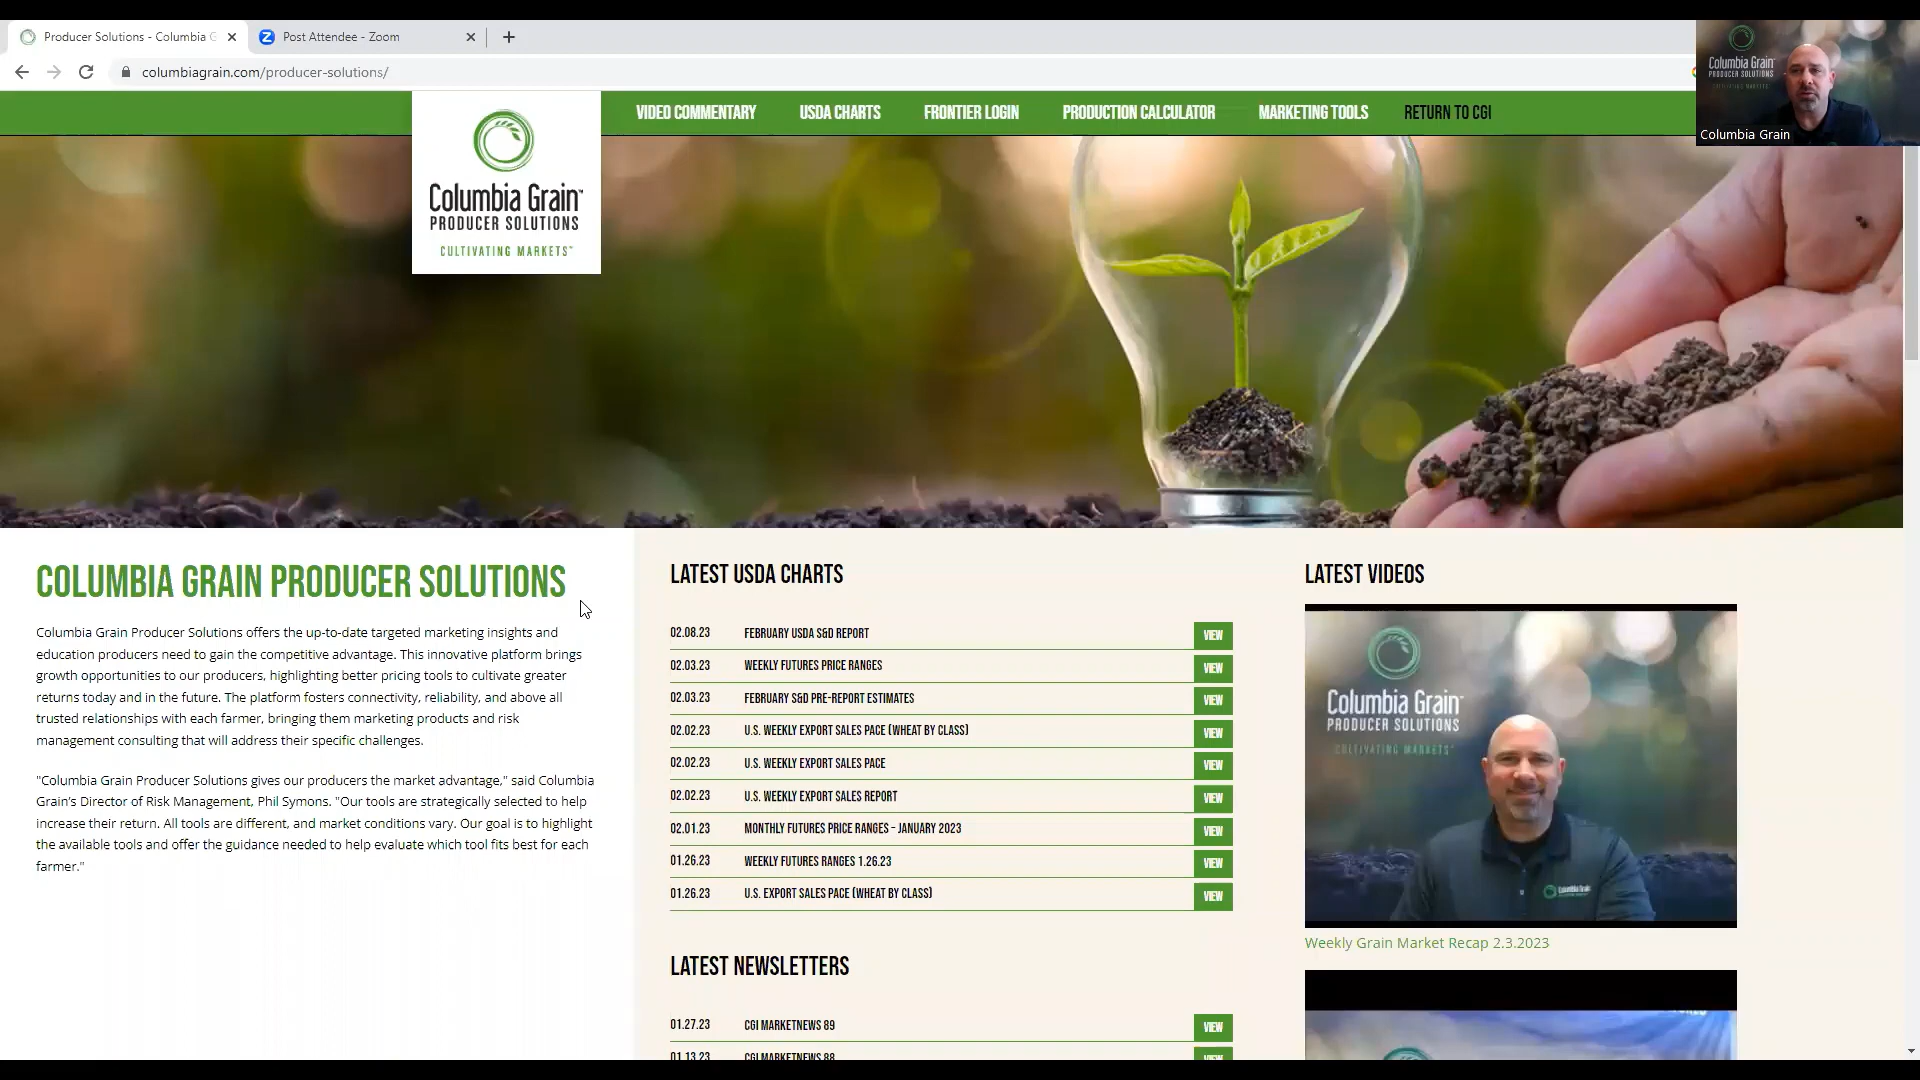 Producer Solutions - Columbia G
Post Attendee - Zoom
columbiagrain.com/producer-solutions/
Columbia Grain
PRODUCER SOLUTIONS
Columbia Grain
Columbia Grain™
PRODUCER SOLUTIONS
CULTIVATING MARKETS™
VIDEO COMMENTARY
USDA CHARTS
FRONTIER LOGIN
PRODUCTION CALCULATOR
MARKETING TOOLS
RETURN TO CGI
COLUMBIA GRAIN PRODUCER SOLUTIONS
Columbia Grain Producer Solutions offers the up-to-date targeted marketing insights and
education producers need to gain the competitive advantage. This innovative platform brings
growth opportunities to our producers, highlighting better pricing tools to cultivate greater
returns today and in the future. The platform fosters connectivity, reliability, and above all
trusted relationships with each farmer, bringing them marketing products and risk
management consulting that will address their specific challenges.
"Columbia Grain Producer Solutions gives our producers the market advantage," said Columbia
Grain's Director of Risk Management, Phil Symons. "Our tools are strategically selected to help
increase their return. All tools are different, and market conditions vary. Our goal is to highlight
the available tools and offer the guidance needed to help evaluate which tool fits best for each
farmer."
LATEST USDA CHARTS
02.08.23 FEBRUARY USDA S&D REPORT VIEW
02.03.23 WEEKLY FUTURES PRICE RANGES VIEW
02.03.23 FEBRUARY S&D PRE-REPORT ESTIMATES VIEW
02.02.23 U.S. WEEKLY EXPORT SALES PACE (WHEAT BY CLASS) VIEW
02.02.23 U.S. WEEKLY EXPORT SALES PACE VIEW
02.02.23 U.S. WEEKLY EXPORT SALES REPORT VIEW
02.01.23 MONTHLY FUTURES PRICE RANGES - JANUARY 2023 VIEW
01.26.23 WEEKLY FUTURES RANGES 1.26.23 VIEW
01.26.23 U.S. EXPORT SALES PACE (WHEAT BY CLASS) VIEW
LATEST NEWSLETTERS
01.27.23 CGI MARKETNEWS 89 VIEW
01.13.23 CGI MARKETNEWS 88 VIEW
LATEST VIDEOS
Columbia Grain™
PRODUCER SOLUTIONS
CULTIVATING MARKETS™
Columbia Grain
Weekly Grain Market Recap 2.3.2023